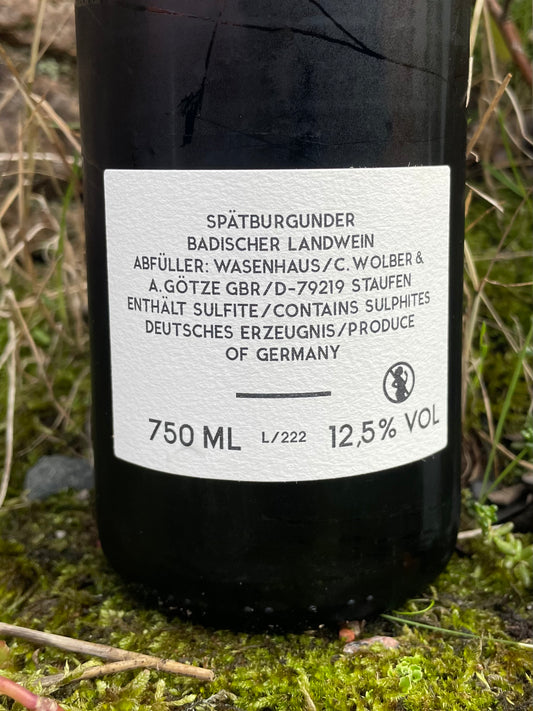 SPÄTBURGUNDER
BADISCHER LANDWEIN
ABFÜLLER: WASENHAUS/C. WOLBER &
A. GÖTZE GBR/D-79219 STAUFEN
ENTHÄLT SULFITE/CONTAINS SULPHITES
DEUTSCHES ERZEUGNIS/PRODUCE
OF GERMANY
750 ML L/222 12,5% VOL